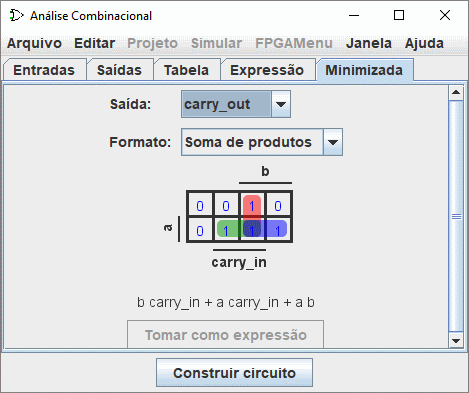 Análise Combinacional
Arquivo Editar Projeto Simular FPGAMenu Janela Ajuda
Entradas Saídas Tabela Expressão Minimizada
Saída: carry_out
Formato: Soma de produtos
b
0 0 1 0
a 0 1 1 1
carry_in
b carry_in + a carry_in + a b
Tomar como expressão
Construir circuito